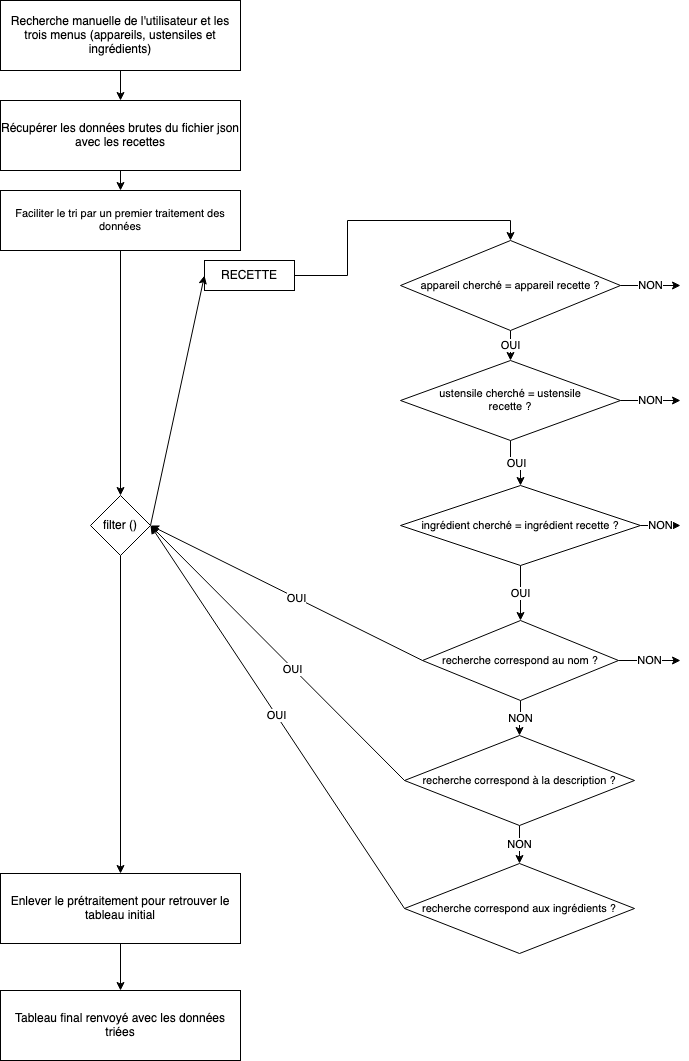 Recherche manuelle de l'utilisateur et les
trois menus (appareils, ustensiles et
ingrédients)
Récupérer les données brutes du fichier json
avec les recettes
Faciliter le tri par un premier traitement des
données
RECETTE
appareil cherché = appareil recette ?
NON
OUI
ustensile cherché = ustensile
recette ?
NON
OUI
filter ()
ingrédient cherché = ingrédient recette ?
NON
OUI
OUI
recherche correspond au nom ?
NON
OUI
OUI
NON
recherche correspond à la description ?
NON
Enlever le prétraitement pour retrouver le
tableau initial
recherche correspond aux ingrédients ?
Tableau final renvoyé avec les données
triées